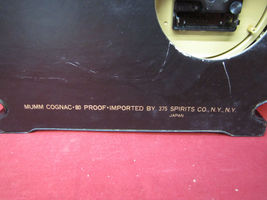 MUMM COGNAC • 80 PROOF • IMPORTED BY 375 SPIRITS CO., N.Y., N.Y.
JAPAN